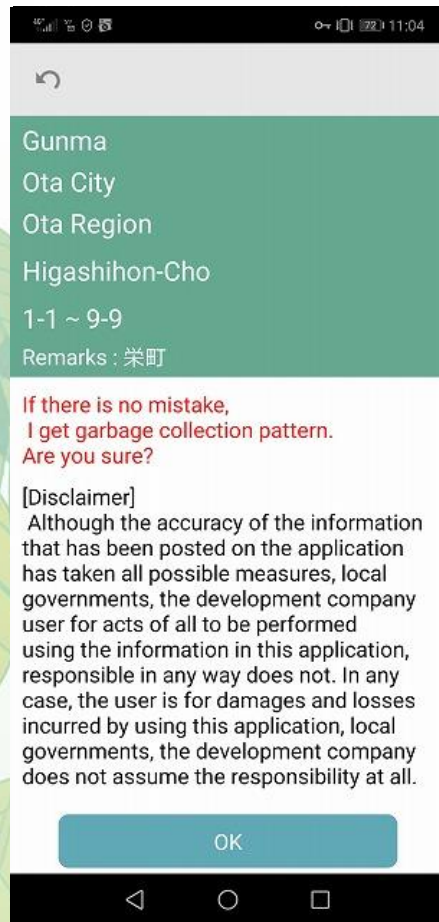 72 11:04
Gunma
Ota City
Ota Region
Higashihon-Cho
1-1 ~ 9-9
Remarks : 栄町
If there is no mistake,
I get garbage collection pattern.
Are you sure?
[Disclaimer]
Although the accuracy of the information
that has been posted on the application
has taken all possible measures, local
governments, the development company
user for acts of all to be performed
using the information in this application,
responsible in any way does not. In any
case, the user is for damages and losses
incurred by using this application, local
governments, the development company
does not assume the responsibility at all.
OK